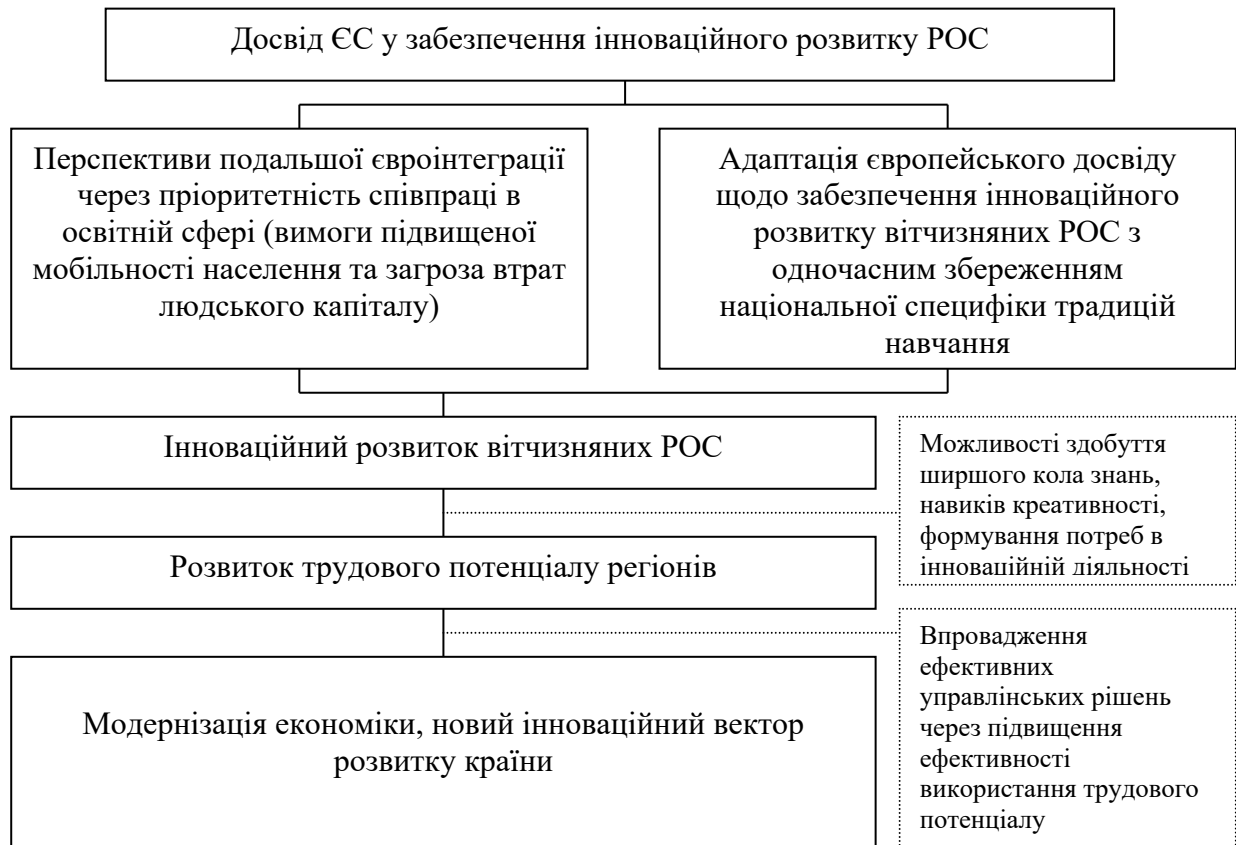 Досвід ЄС у забезпечення інноваційного розвитку РОС
Перспективи подальшої євроінтеграції
через пріоритетність співпраці в
освітній сфері (вимоги підвищеної
мобільності населення та загроза втрат
людського капіталу)
Адаптація європейського досвіду
щодо забезпечення інноваційного
розвитку вітчизняних РОС з
одночасним збереженням
національної специфіки традицій
навчання
Інноваційний розвиток вітчизняних РОС
Можливості здобуття
ширшого кола знань,
навиків креативності,
формування потреб в
інноваційній діяльності
Розвиток трудового потенціалу регіонів
Впровадження
ефективних
управлінських рішень
через підвищення
ефективності
використання трудового
потенціалу
Модернізація економіки, новий інноваційний вектор
розвитку країни